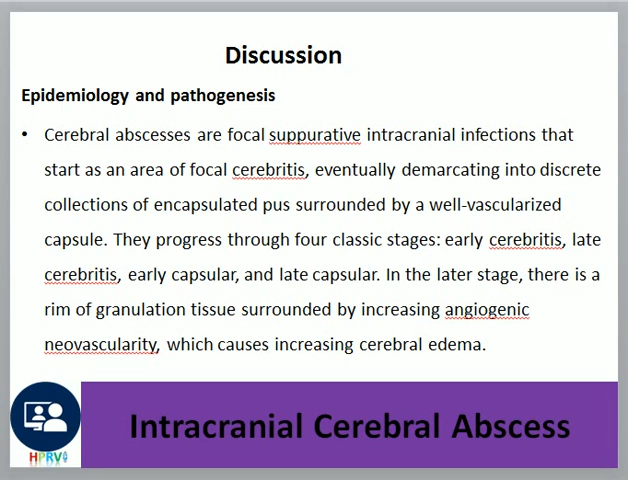 Discussion
Epidemiology and pathogenesis
• Cerebral abscesses are focal suppurative intracranial infections that
start as an area of focal cerebritis, eventually demarcating into discrete
collections of encapsulated pus surrounded by a well-vascularized
capsule. They progress through four classic stages: early cerebritis, late
cerebritis, early capsular, and late capsular. In the later stage, there is a
rim of granulation tissue surrounded by increasing angiogenic
neovascularity, which causes increasing cerebral edema.
Intracranial Cerebral Abscess
HPRV